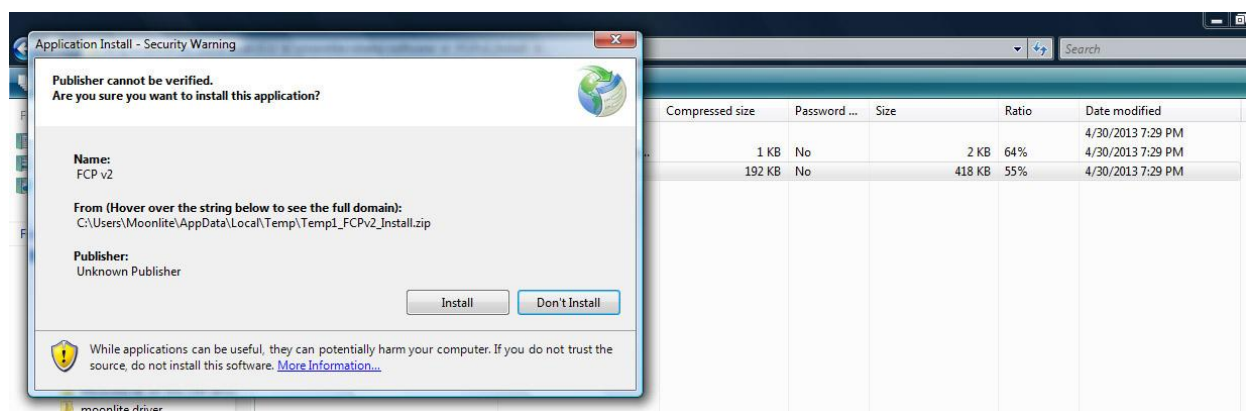 Application Install - Security Warning
Search
Publisher cannot be verified.
Are you sure you want to install this application?
Compressed size Password ... Size Ratio Date modified
4/30/2013 7:29 PM
1 KB No 2 KB 64% 4/30/2013 7:29 PM
192 KB No 418 KB 55% 4/30/2013 7:29 PM
Name:
FCP v2
From (Hover over the string below to see the full domain):
C:\Users\Moonlite\AppData\Local\Temp\Temp1_FCPv2_Install.zip
Publisher:
Unknown Publisher
Install Don't Install
While applications can be useful, they can potentially harm your computer. If you do not trust the
source, do not install this software. More Information...
moonlite driver